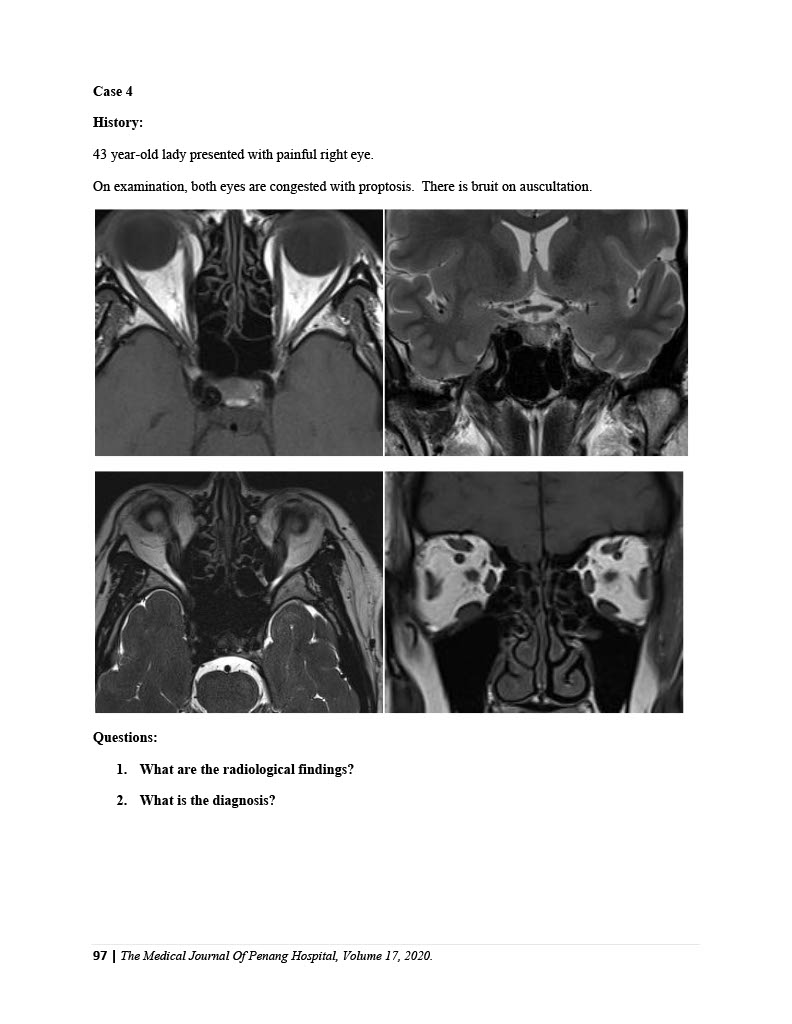 Case 4
History:
43 year-old lady presented with painful right eye.
On examination, both eyes are congested with proptosis.  There is bruit on auscultation.
Questions:
1. What are the radiological findings?
2. What is the diagnosis?
97 | The Medical Journal Of Penang Hospital, Volume 17, 2020.